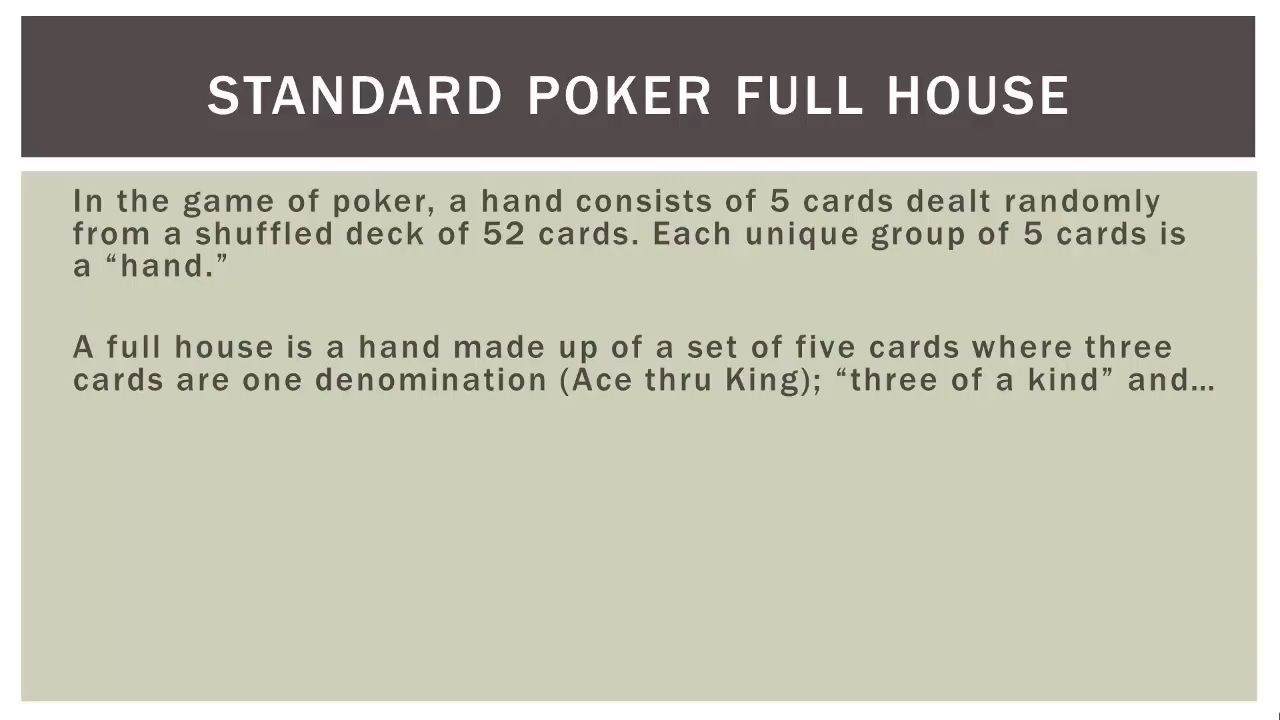 STANDARD POKER FULL HOUSE
In the game of poker, a hand consists of 5 cards dealt randomly
from a shuffled deck of 52 cards. Each unique group of 5 cards is
a “hand.”
A full house is a hand made up of a set of five cards where three
cards are one denomination (Ace thru King); “three of a kind” and…